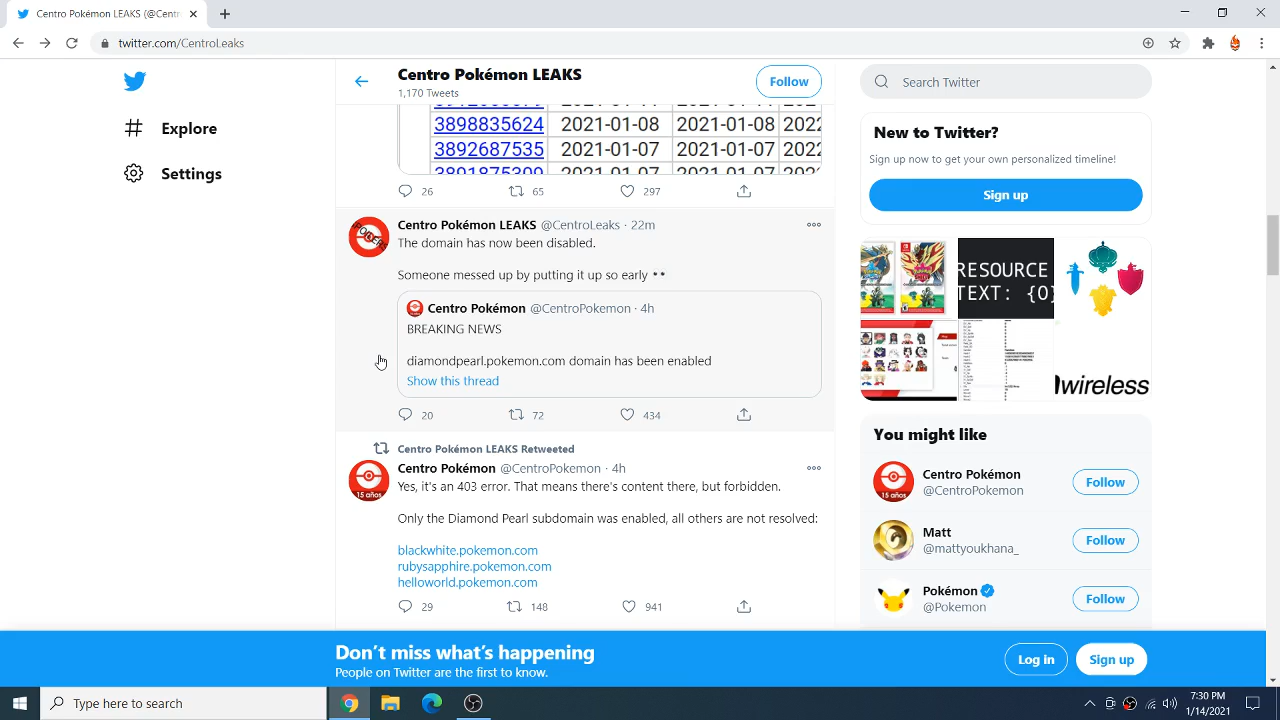 Centro Pokémon LEAKS (@Centr
twitter.com/CentroLeaks
Explore
Settings
Centro Pokémon LEAKS
1,170 Tweets
Follow
3898835624 2021-01-08 2021-01-08 2022
3892687535 2021-01-07 2021-01-07 2022
26 65 297
Centro Pokémon LEAKS @CentroLeaks · 22m
The domain has now been disabled.
Someone messed up by putting it up so early
Centro Pokémon @CentroPokemon · 4h
BREAKING NEWS
diamondpearl.pokemon.com domain has been enabled
Show this thread
20 72 434
Centro Pokémon LEAKS Retweeted
Centro Pokémon @CentroPokemon · 4h
15 años
Yes, it's an 403 error. That means there's content there, but forbidden.
Only the Diamond Pearl subdomain was enabled, all others are not resolved:
blackwhite.pokemon.com
rubysapphire.pokemon.com
helloworld.pokemon.com
29 148 941
Search Twitter
New to Twitter?
Sign up now to get your own personalized timeline!
Sign up
RESOURCE
TEXT: {0}
wireless
You might like
Centro Pokémon
@CentroPokemon
Follow
15 años
Matt
@mattyoukhana_
Follow
Pokémon
@Pokemon
Follow
Don't miss what's happening
People on Twitter are the first to know.
Log in
Sign up
Type here to search
7:30 PM
1/14/2021